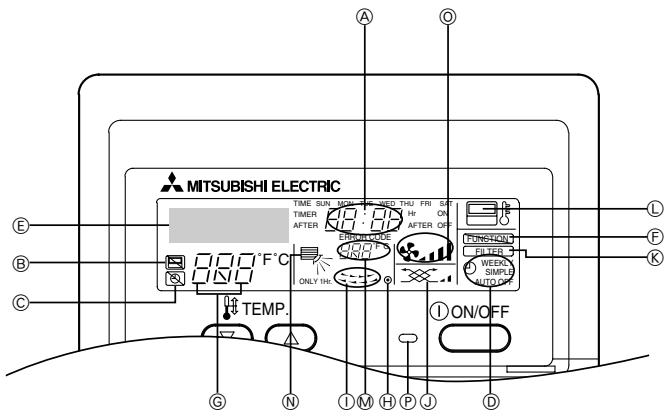 Ⓐ Ⓞ
MITSUBISHI ELECTRIC
TIME SUN MON TUE WED THU FRI SAT
TIMER Hr ON
AFTER AFTER OFF
ERROR CODE
°F°C
°F°C
ONLY 1Hr.
FUNCTION
FILTER
WEEKLY
SIMPLE
AUTO OFF
TEMP.
ON/OFF
Ⓔ
Ⓑ
Ⓒ
Ⓛ
Ⓕ
Ⓚ
Ⓖ Ⓝ Ⓘ Ⓜ Ⓗ Ⓟ Ⓙ Ⓓ